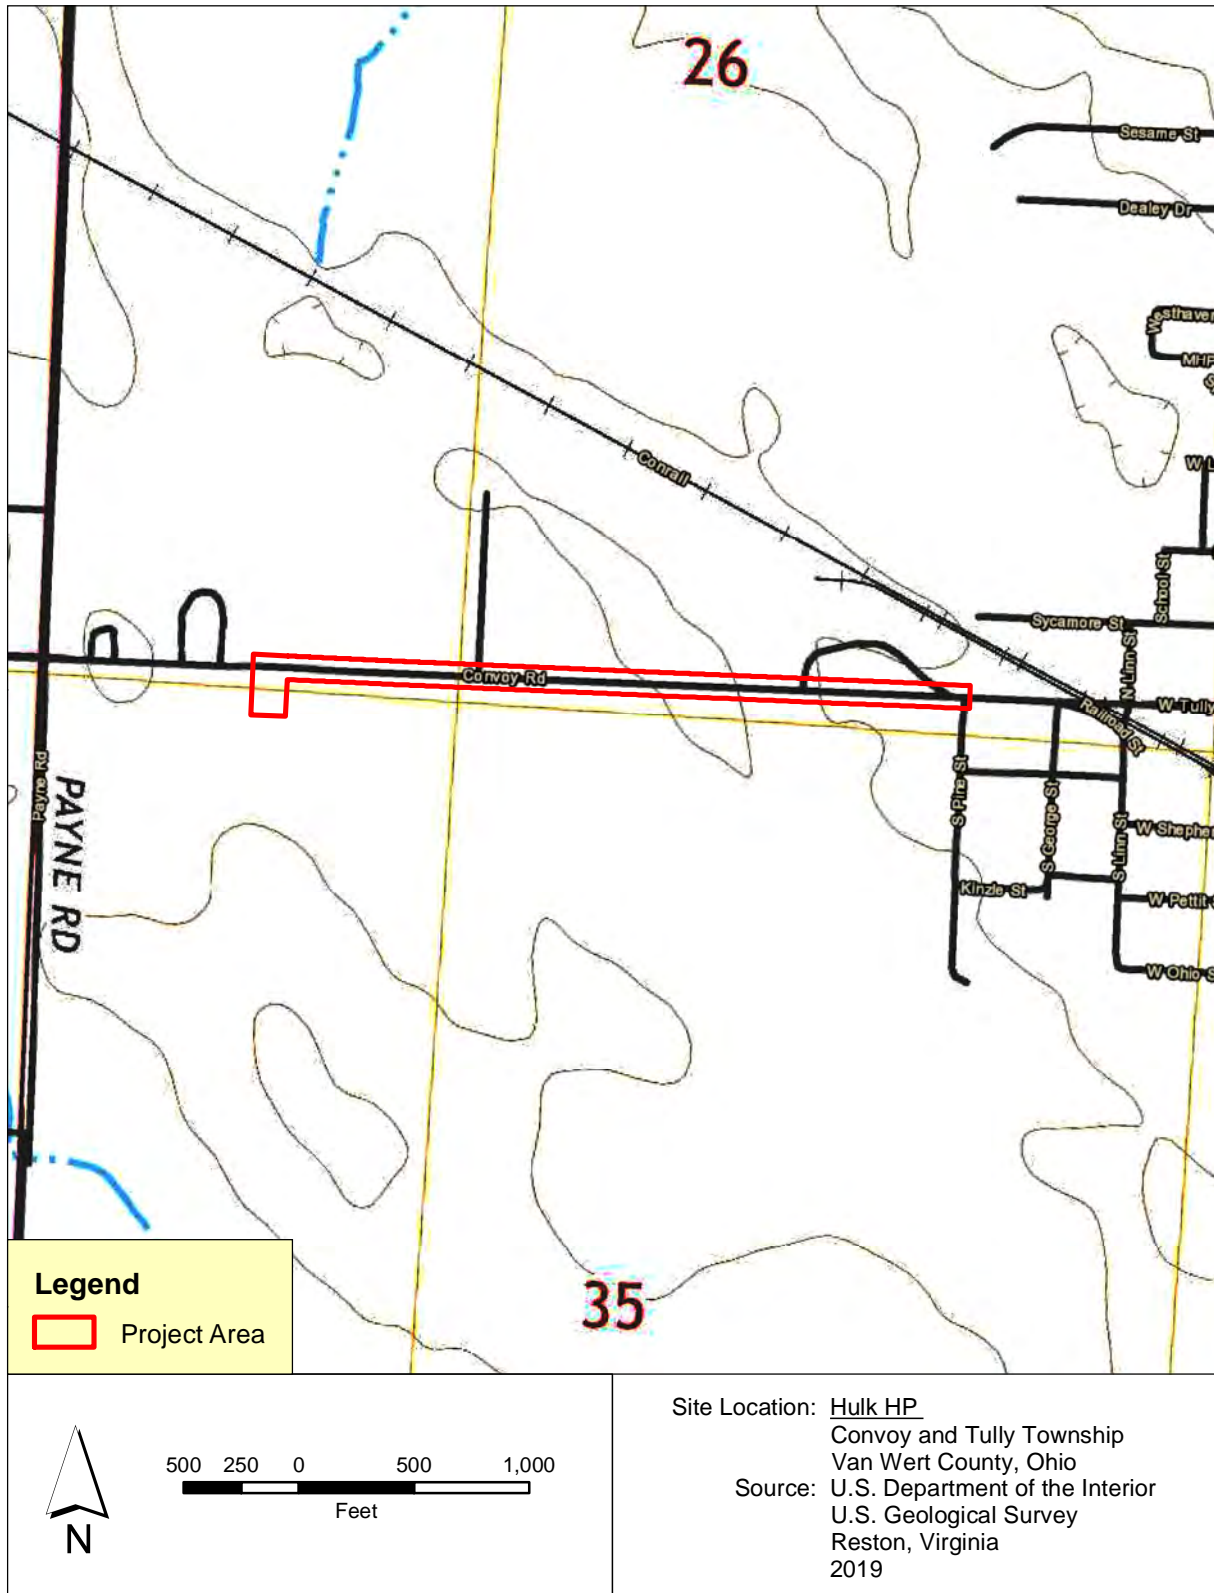 26
Sesame St
Dealey Dr
Westhaven
MHP
S
Conrail
W L
School St
Sycamore St
N Linn St
Convoy Rd
W Tully
Railroad St
Payne Rd
PAYNE RD
S Pine St
S George St
S Linn St
W Shepher
Kinzle St
W Pettit S
W Ohio S
35
Legend
Project Area
N
500 250 0 500 1,000
Feet
Site Location: Hulk HP
Convoy and Tully Township
Van Wert County, Ohio
Source: U.S. Department of the Interior
U.S. Geological Survey
Reston, Virginia
2019